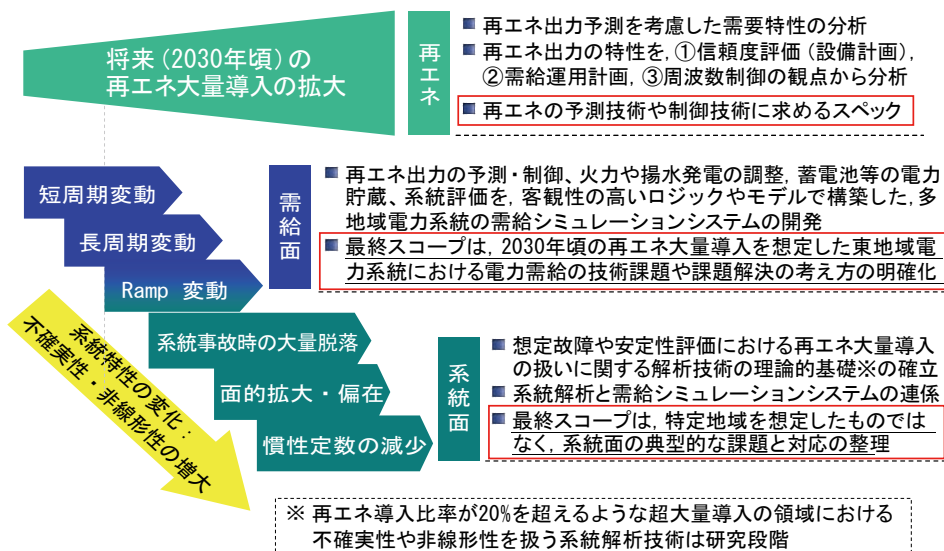 将来（2030年頃）の
再エネ大量導入の拡大
再エネ
■ 再エネ出力予測を考慮した需要特性の分析
■ 再エネ出力の特性を，①信頼度評価（設備計画），
②需給運用計画，③周波数制御の観点から分析
■ 再エネの予測技術や制御技術に求めるスペック
短周期変動
長周期変動
Ramp 変動
需給面
■ 再エネ出力の予測・制御、火力や揚水発電の調整，蓄電池等の電力
貯蔵、系統評価を，客観性の高いロジックやモデルで構築した，多
地域電力系統の需給シミュレーションシステムの開発
■ 最終スコープは，2030年頃の再エネ大量導入を想定した東地域電
力系統における電力需給の技術課題や課題解決の考え方の明確化
系統特性の変化：
不確実性・非線形性の増大
系統事故時の大量脱落
面的拡大・偏在
慣性定数の減少
系統面
■ 想定故障や安定性評価における再エネ大量導入
の扱いに関する解析技術の理論的基礎※の確立
■ 系統解析と需給シミュレーションシステムの連係
■ 最終スコープは，特定地域を想定したものでは
なく，系統面の典型的な課題と対応の整理
※ 再エネ導入比率が20%を超えるような超大量導入の領域における
不確実性や非線形性を扱う系統解析技術は研究段階